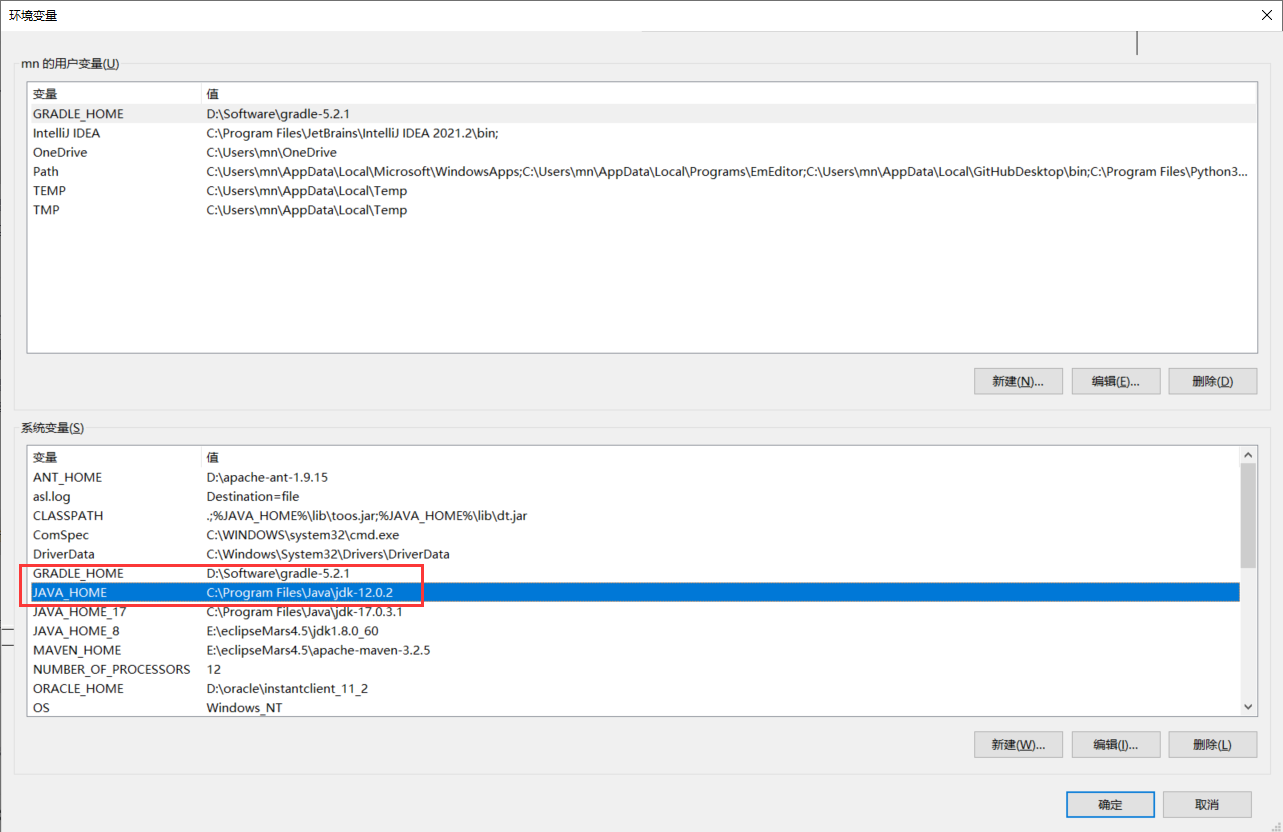 环境变量
mn 的用户变量(U)
变量 值
GRADLE_HOME D:\Software\gradle-5.2.1
IntelliJ IDEA C:\Program Files\JetBrains\IntelliJ IDEA 2021.2\bin;
OneDrive C:\Users\mn\OneDrive
Path C:\Users\mn\AppData\Local\Microsoft\WindowsApps;C:\Users\mn\AppData\Local\Programs\EmEditor;C:\Users\mn\AppData\Local\GitHubDesktop\bin;C:\Program Files\Python3...
TEMP C:\Users\mn\AppData\Local\Temp
TMP C:\Users\mn\AppData\Local\Temp
新建(N)... 编辑(E)... 删除(D)
系统变量(S)
变量 值
ANT_HOME D:\apache-ant-1.9.15
asl.log Destination=file
CLASSPATH .;%JAVA_HOME%\lib\toos.jar;%JAVA_HOME%\lib\dt.jar
ComSpec C:\WINDOWS\system32\cmd.exe
DriverData C:\Windows\System32\Drivers\DriverData
GRADLE_HOME D:\Software\gradle-5.2.1
JAVA_HOME C:\Program Files\Java\jdk-12.0.2
JAVA_HOME_17 C:\Program Files\Java\jdk-17.0.3.1
JAVA_HOME_8 E:\eclipseMars4.5\jdk1.8.0_60
MAVEN_HOME E:\eclipseMars4.5\apache-maven-3.2.5
NUMBER_OF_PROCESSORS 12
ORACLE_HOME D:\oracle\instantclient_11_2
OS Windows_NT
新建(W)... 编辑(I)... 删除(L)
确定 取消